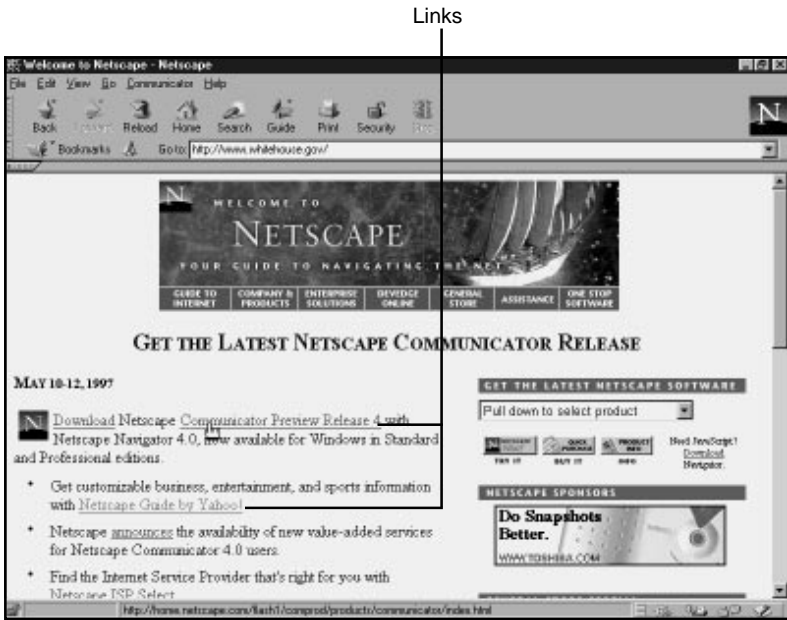 Links
Welcome to Netscape - Netscape
File Edit View Go Communicator Help
Back Forward Reload Home Search Guide Print Security Stop
Bookmarks Go to: http://www.whitehouse.gov/
N WELCOME TO
NETSCAPE
YOUR GUIDE TO NAVIGATING THE NET
GUIDE TO INTERNET COMPANY & PRODUCTS ENTERPRISE SOLUTIONS DEVEDGE ONLINE GENERAL STORE ASSISTANCE ONE STOP SOFTWARE
N
GET THE LATEST NETSCAPE COMMUNICATOR RELEASE
MAY 10-12, 1997
N Download Netscape Communicator Preview Release 4 with
Netscape Navigator 4.0, now available for Windows in Standard
and Professional editions.
• Get customizable business, entertainment, and sports information
with Netscape Guide by Yahoo!
• Netscape announces the availability of new value-added services
for Netscape Communicator 4.0 users.
• Find the Internet Service Provider that's right for you with
Netscape ISP Select
GET THE LATEST NETSCAPE SOFTWARE
Pull down to select product
QUICK PURCHASE PRODUCT INFO
TRY IT BUY IT INFO
Need JavaScript?
Download
Navigator.
NETSCAPE SPONSORS
Do Snapshots
Better.
WWW.TOSHIBA.COM
http://home.netscape.com/flash1/comprod/products/communicator/index.html